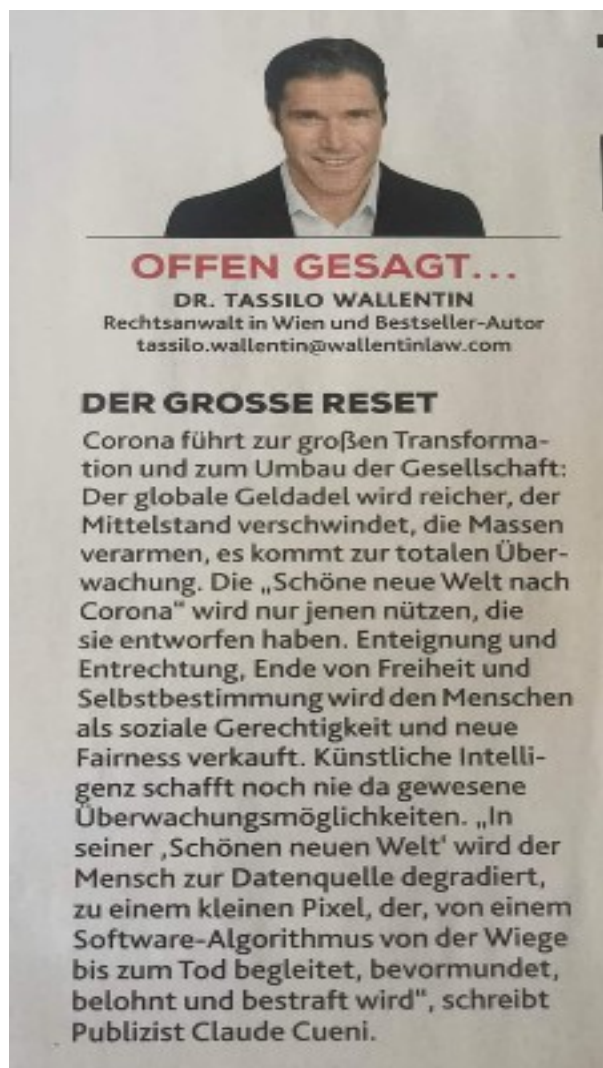 OFFEN GESAGT...
DR. TASSILO WALLENTIN
Rechtsanwalt in Wien und Bestseller-Autor
tassilo.wallentin@wallentinlaw.com
DER GROSSE RESET
Corona führt zur großen Transforma-
tion und zum Umbau der Gesellschaft:
Der globale Geldadel wird reicher, der
Mittelstand verschwindet, die Massen
verarmen, es kommt zur totalen Über-
wachung. Die „Schöne neue Welt nach
Corona“ wird nur jenen nützen, die
sie entworfen haben. Enteignung und
Entrechtung, Ende von Freiheit und
Selbstbestimmung wird den Menschen
als soziale Gerechtigkeit und neue
Fairness verkauft. Künstliche Intelli-
genz schafft noch nie da gewesene
Überwachungsmöglichkeiten. „In
seiner ‚Schönen neuen Welt‘ wird der
Mensch zur Datenquelle degradiert,
zu einem kleinen Pixel, der, von einem
Software-Algorithmus von der Wiege
bis zum Tod begleitet, bevormundet,
belohnt und bestraft wird“, schreibt
Publizist Claude Cueni.